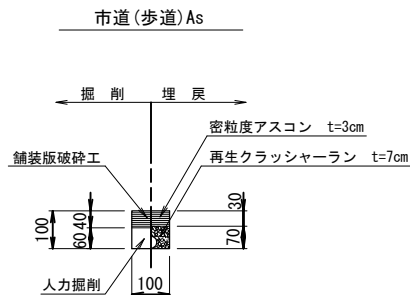 市道(歩道)As
掘 削 埋 戻
密粒度アスコン t=3cm
舗装版破砕工 再生クラッシャーラン t=7cm
100 60 40 30 70
人力掘削 100